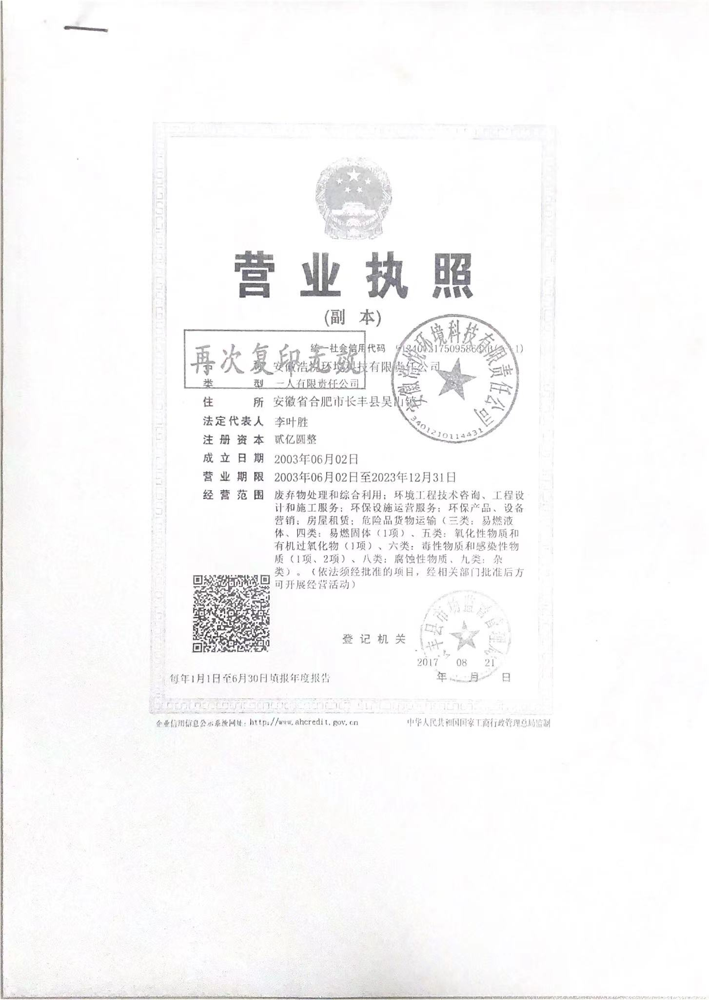 营业执照
(副 本)
统一社会信用代码
再次复印无效
安徽浩悦环境科技有限责任公司
类 型 一人有限责任公司
住 所 安徽省合肥市长丰县吴山镇
法定代表人 李叶胜
注册资本 贰亿圆整
成立日期 2003年06月02日
营业期限 2003年06月02日至2023年12月31日
经营范围 废弃物处理和综合利用；环境工程技术咨询、工程设
计和施工服务；环保设施运营服务；环保产品、设备
营销；房屋租赁；危险品货物运输（三类：易燃液
体、四类：易燃固体（1项）、五类：氧化性物质和
有机过氧化物（1项）、六类：毒性物质和感染性物
质（1项、2项）、八类：腐蚀性物质、九类：杂
类）。（依法须经批准的项目，经相关部门批准后方
可开展经营活动）
安徽浩悦环境科技有限责任公司
3401210114431
登记机关
丰县市场监督管理局
2017 08 21
年 月 日
每年1月1日至6月30日填报年度报告
企业信用信息公示系统网址：http://www.ahcredit.gov.cn
中华人民共和国国家工商行政管理总局监制